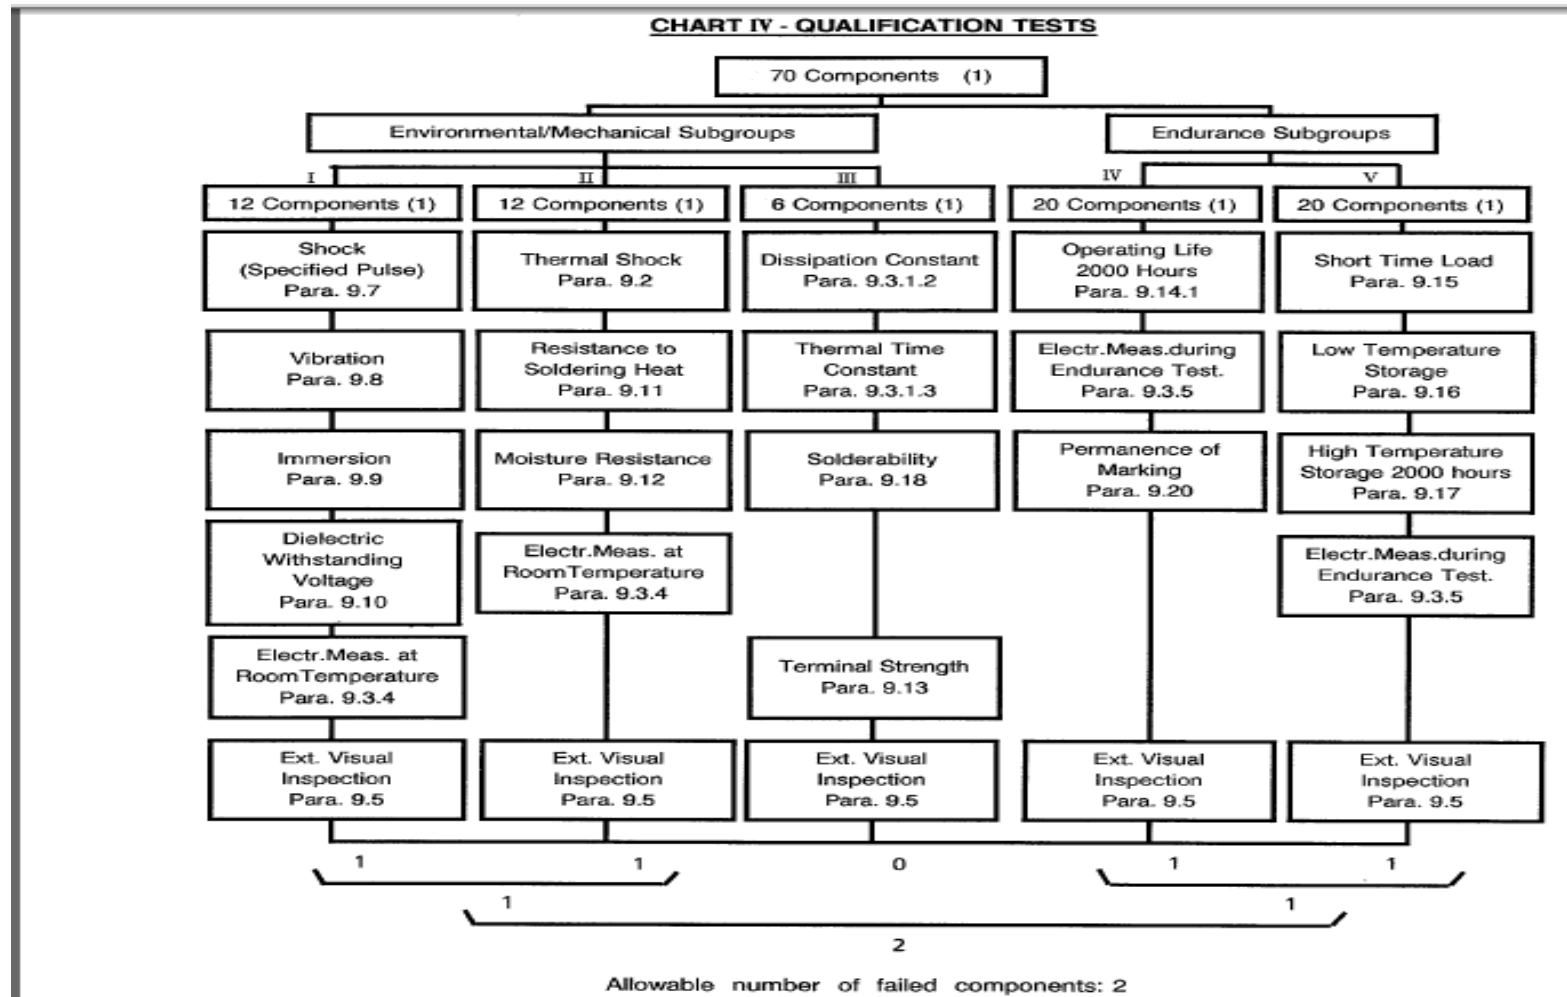 CHART IV - QUALIFICATION TESTS
70 Components (1)
Environmental/Mechanical Subgroups
Endurance Subgroups
I
II
III
IV
V
12 Components (1)
12 Components (1)
6 Components (1)
20 Components (1)
20 Components (1)
Shock
(Specified Pulse)
Para. 9.7
Thermal Shock
Para. 9.2
Dissipation Constant
Para. 9.3.1.2
Operating Life
2000 Hours
Para. 9.14.1
Short Time Load
Para. 9.15
Vibration
Para. 9.8
Resistance to
Soldering Heat
Para. 9.11
Thermal Time
Constant
Para. 9.3.1.3
Electr.Meas.during
Endurance Test.
Para. 9.3.5
Low Temperature
Storage
Para. 9.16
Immersion
Para. 9.9
Moisture Resistance
Para. 9.12
Solderability
Para. 9.18
Permanence of
Marking
Para. 9.20
High Temperature
Storage 2000 hours
Para. 9.17
Dielectric
Withstanding
Voltage
Para. 9.10
Electr.Meas. at
RoomTemperature
Para. 9.3.4
Electr.Meas.during
Endurance Test.
Para. 9.3.5
Electr.Meas. at
RoomTemperature
Para. 9.3.4
Terminal Strength
Para. 9.13
Ext. Visual
Inspection
Para. 9.5
Ext. Visual
Inspection
Para. 9.5
Ext. Visual
Inspection
Para. 9.5
Ext. Visual
Inspection
Para. 9.5
Ext. Visual
Inspection
Para. 9.5
1
1
0
1
1
1
1
2
Allowable number of failed components: 2